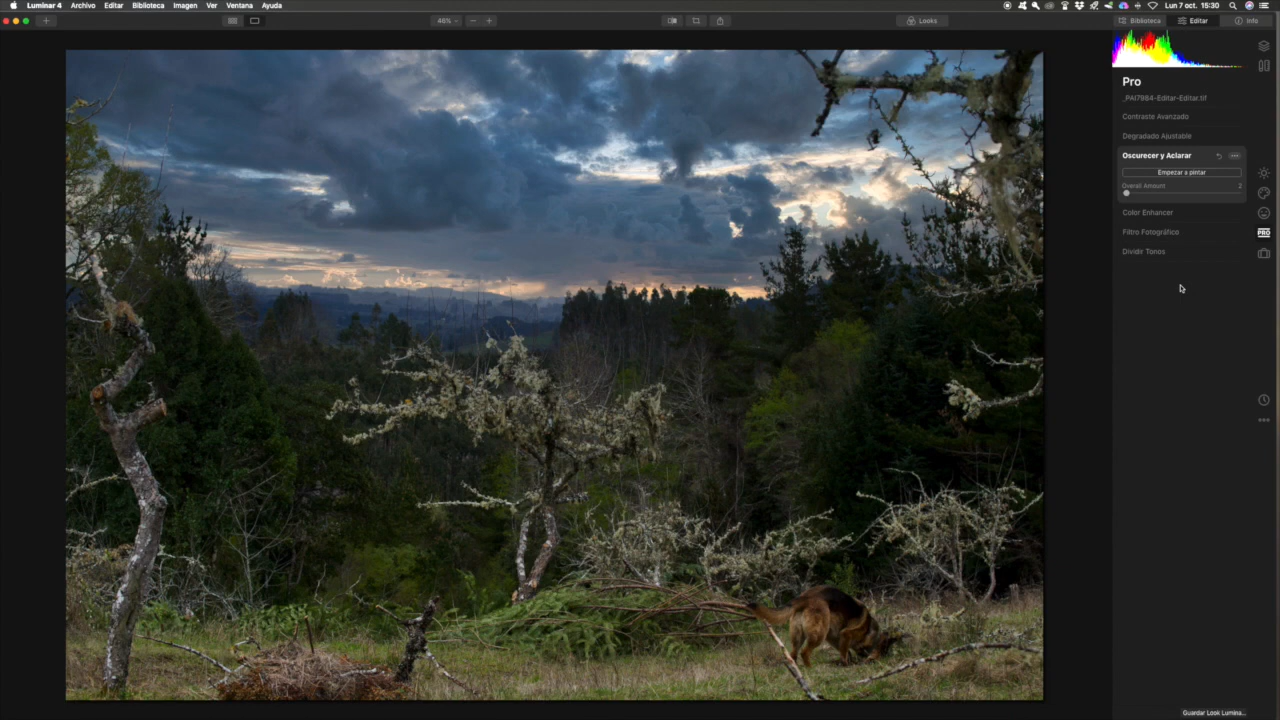 Luminar 4 Archivo Editar Biblioteca Imagen Ver Ventana Ayuda Lun 7 oct. 15:30
46% Looks Biblioteca Editar Info
Pro
_PAI7984-Editar-Editar.tif
Contraste Avanzado
Degradado Ajustable
Oscurecer y Aclarar
Empezar a pintar
Overall Amount 2
Color Enhancer
PRO
Filtro Fotográfico
Dividir Tonos
Guardar Look Lumina...